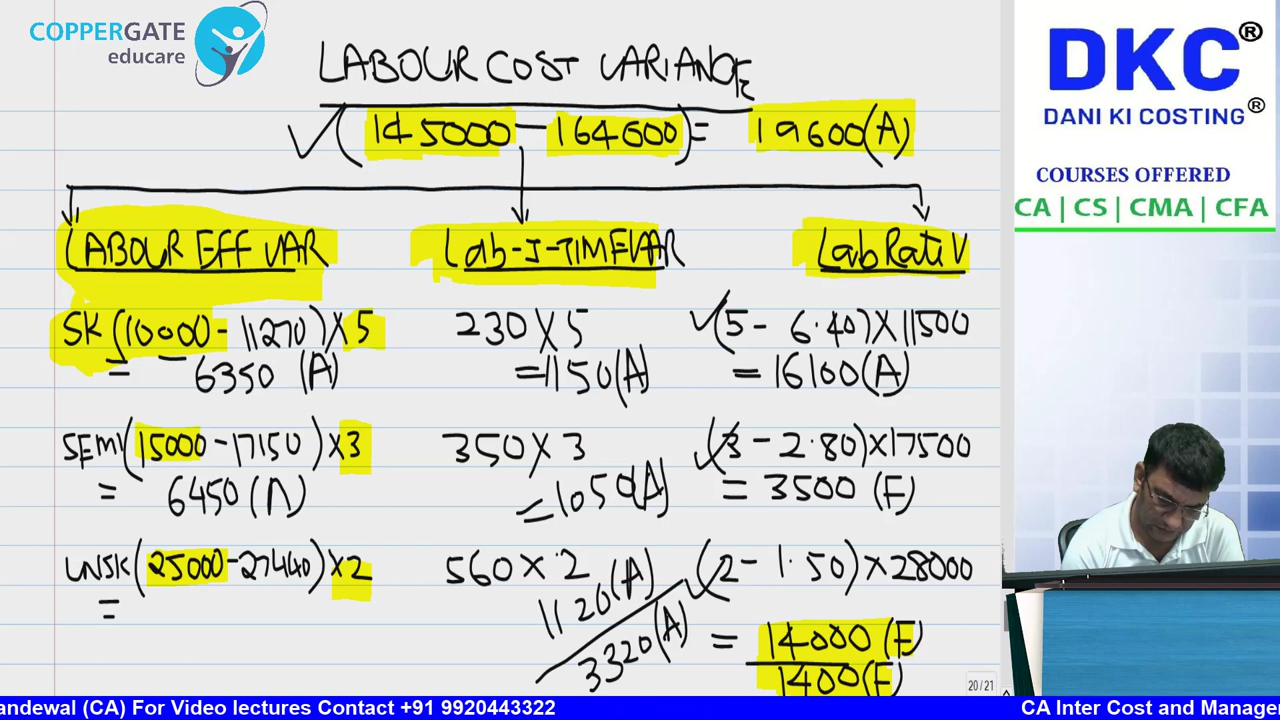 COPPERGATE
educare
LABOUR COST VARIANCE
(145000 - 164600) = 19600(A)
LABOUR EFF VAR
SK (10000 - 11270) X 5
= 6350 (A)
SEMI (15000 - 17150) X 3
= 6450 (A)
UNSK (25000 - 27440) X 2
=
Lab-I-TIME VAR
230 X 5
= 1150(A)
350 X 3
= 1050(A)
560 X 2
1120(A)
3320(A)
Lab Rate V
(5 - 6.40) X 11500
= 16100(A)
(3 - 2.80) X 17500
= 3500 (F)
(2 - 1.50) X 28000
= 14000 (F)
1400 (F)
DKC®
DANI KI COSTING®
COURSES OFFERED
CA | CS | CMA | CFA
20 / 21
andewal (CA) For Video lectures Contact +91 9920443322
CA Inter Cost and Manager